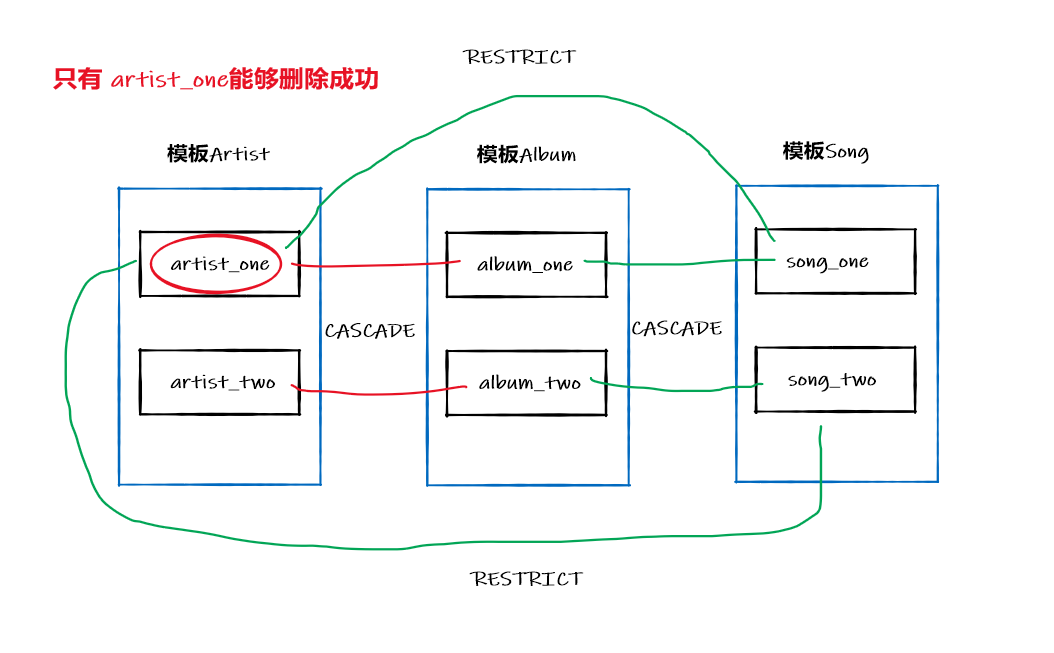 RESTRICT
只有 artist_one能够删除成功
模板Artist
模板Album
模板Song
artist_one
album_one
song_one
CASCADE
CASCADE
artist_two
album_two
song_two
RESTRICT